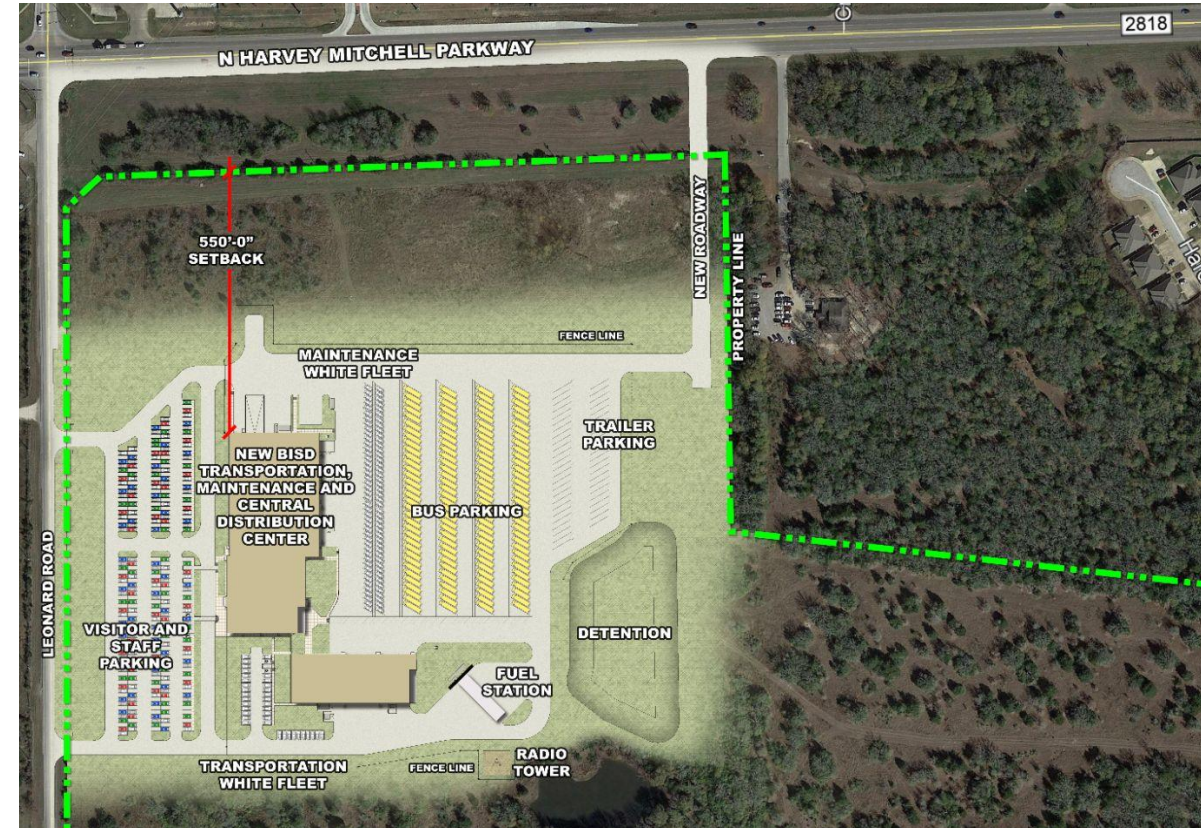 2818
N HARVEY MITCHELL PARKWAY
550'-0"
SETBACK
NEW ROADWAY
PROPERTY LINE
FENCE LINE
MAINTENANCE
WHITE FLEET
TRAILER
PARKING
NEW BISD
TRANSPORTATION,
MAINTENANCE AND
CENTRAL
DISTRIBUTION
CENTER
BUS PARKING
LEONARD ROAD
VISITOR AND
STAFF
PARKING
DETENTION
FUEL
STATION
TRANSPORTATION
WHITE FLEET
FENCE LINE
RADIO
TOWER